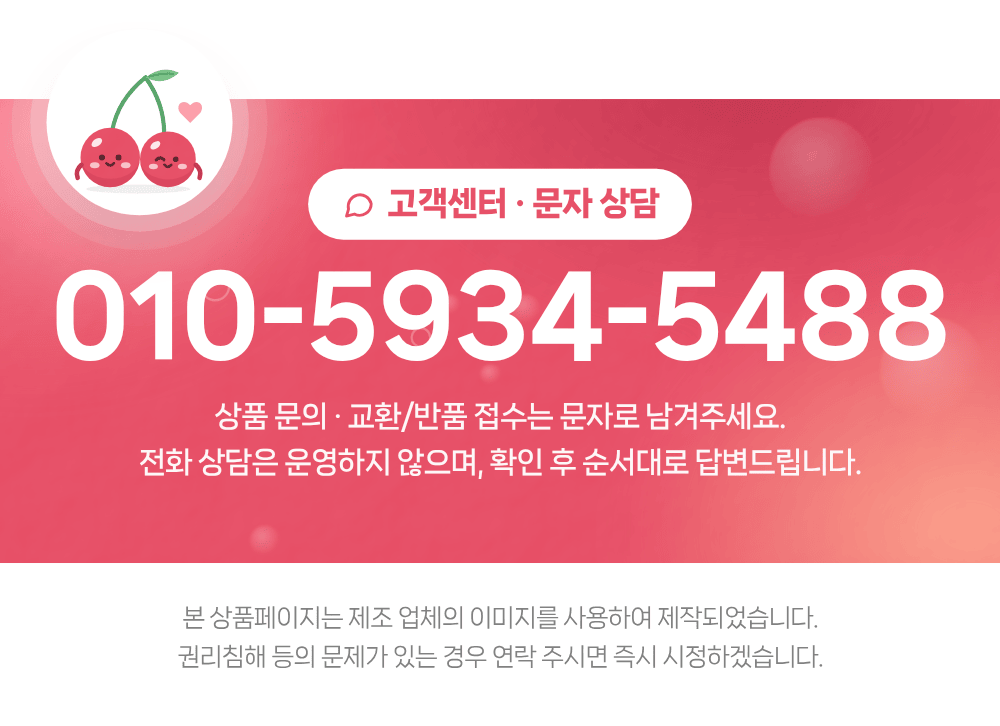 고객센터 · 문자 상담
010-5934-5488
상품 문의 · 교환/반품 접수는 문자로 남겨주세요.
전화 상담은 운영하지 않으며, 확인 후 순서대로 답변드립니다.
본 상품페이지는 제조 업체의 이미지를 사용하여 제작되었습니다.
권리침해 등의 문제가 있는 경우 연락 주시면 즉시 시정하겠습니다.